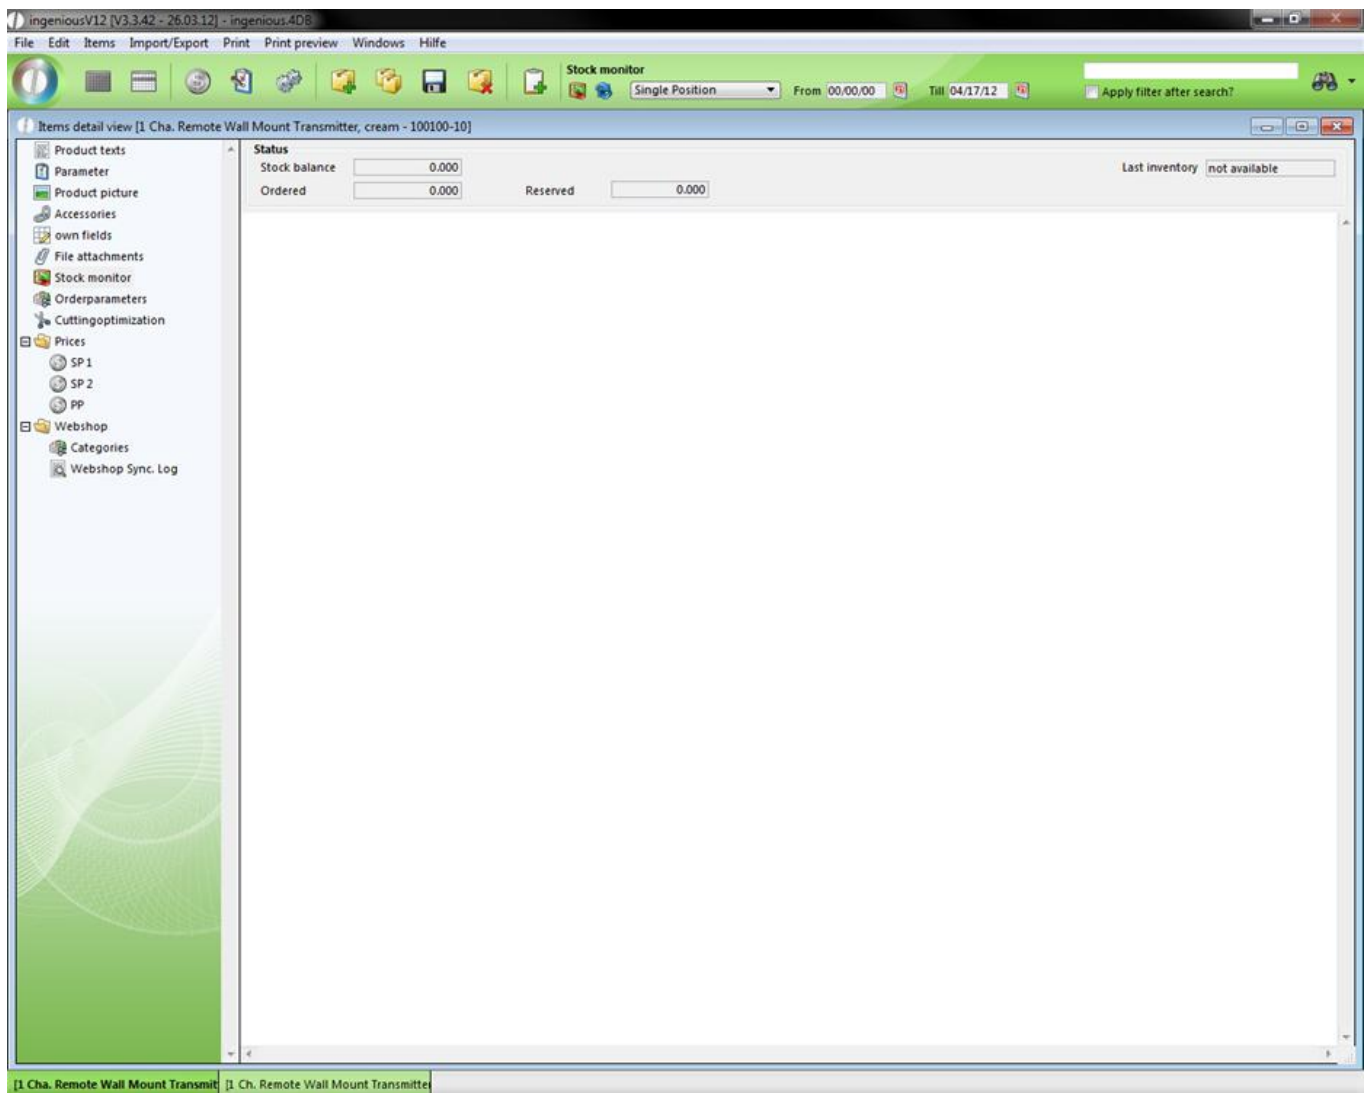 ingeniousV12 [V3.3.42 - 26.03.12] - ingenious.4DB
File Edit Items Import/Export Print Print preview Windows Hilfe
Stock monitor
Single Position From 00/00/00 Till 04/17/12 Apply filter after search?
Items detail view [1 Cha. Remote Wall Mount Transmitter, cream - 100100-10]
Product texts
Parameter
Product picture
Accessories
own fields
File attachments
Stock monitor
Orderparameters
Cuttingoptimization
Prices
SP 1
SP 2
PP
Webshop
Categories
Webshop Sync. Log
Status
Stock balance 0.000 Last inventory not available
Ordered 0.000 Reserved 0.000
[1 Cha. Remote Wall Mount Transmit [1 Ch. Remote Wall Mount Transmitter